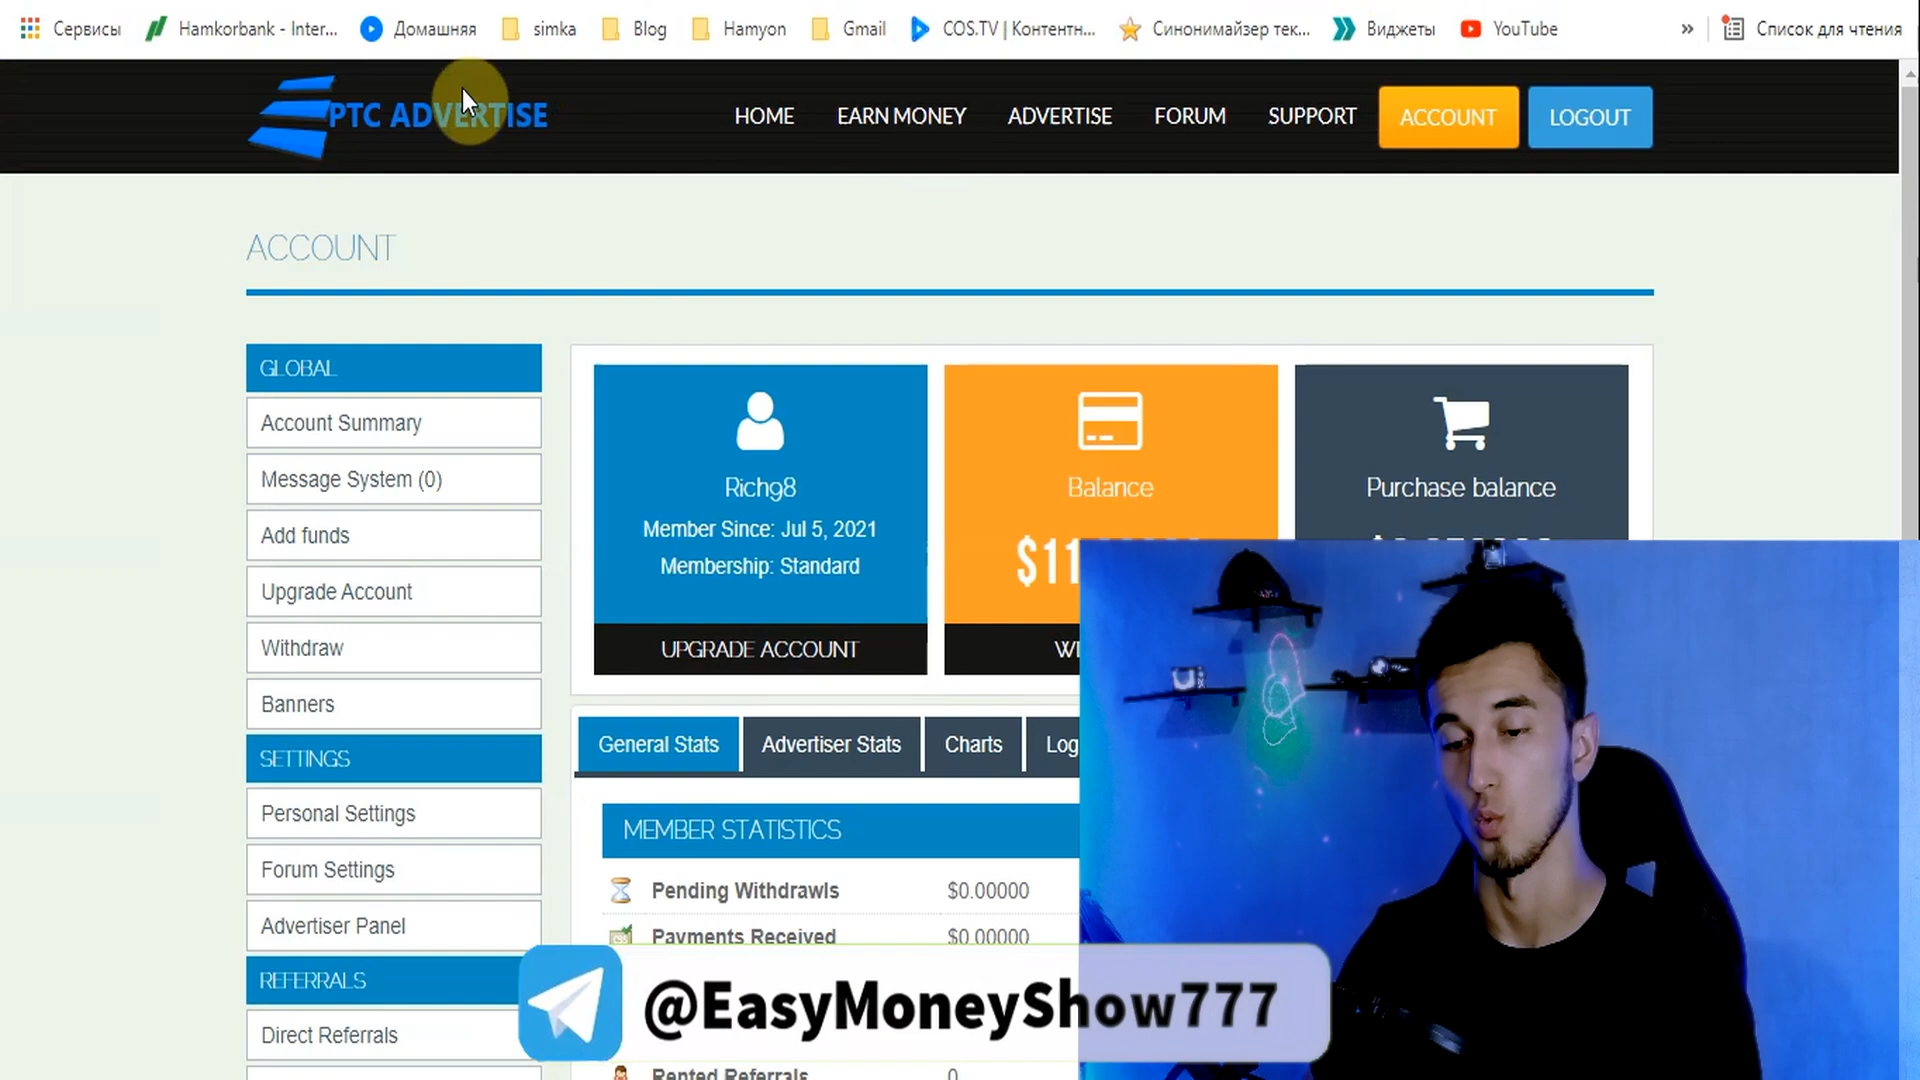 Сервисы Hamkorbank - Inter... Домашняя simka Blog Hamyon Gmail COS.TV | Контентн... Синонимайзер тек... Виджеты YouTube » Список для чтения
PTC ADVERTISE HOME EARN MONEY ADVERTISE FORUM SUPPORT ACCOUNT LOGOUT
ACCOUNT
GLOBAL
Account Summary
Message System (0)
Add funds
Upgrade Account
Withdraw
Banners
SETTINGS
Personal Settings
Forum Settings
Advertiser Panel
REFERRALS
Direct Referrals
Rich98
Member Since: Jul 5, 2021
Membership: Standard
UPGRADE ACCOUNT
Balance
$11
Purchase balance
General Stats Advertiser Stats Charts Log
MEMBER STATISTICS
Pending Withdrawls $0.00000
Payments Received $0.00000
@EasyMoneyShow777
Rented Referrals 0